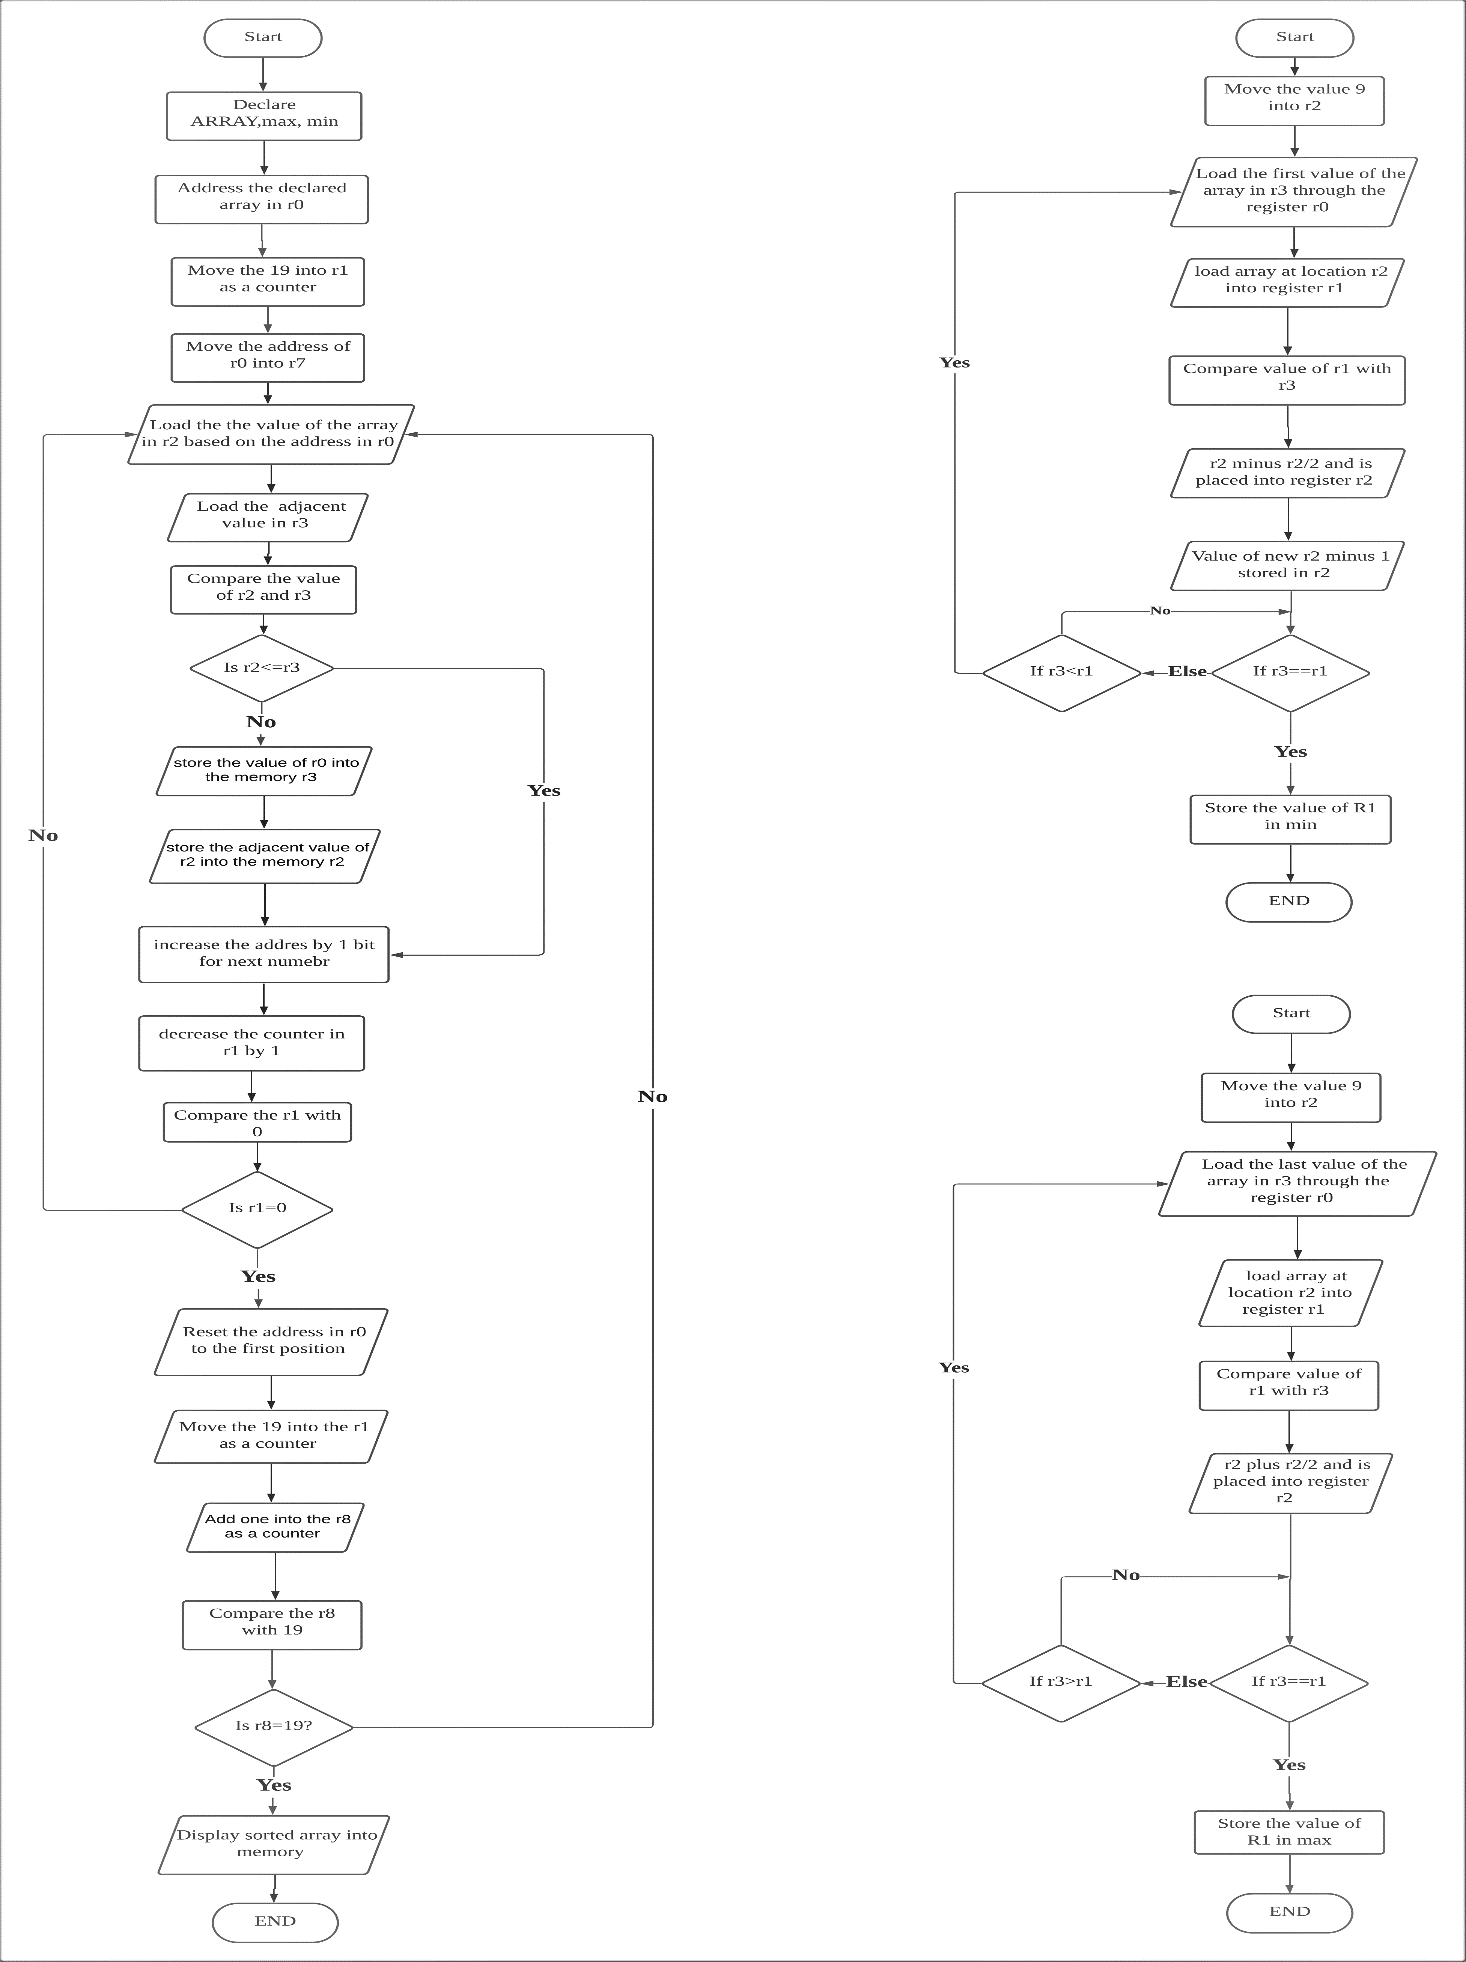 Start
Declare
ARRAY,max, min
Address the declared
array in r0
Move the 19 into r1
as a counter
Move the address of
r0 into r7
Load the the value of the array
in r2 based on the address in r0
Load the adjacent
value in r3
Compare the value
of r2 and r3
Is r2<=r3
No
Yes
store the value of r0 into
the memory r3
store the adjacent value of
r2 into the memory r2
No
increase the addres by 1 bit
for next numebr
decrease the counter in
r1 by 1
Compare the r1 with
0
No
Is r1=0
Yes
Reset the address in r0
to the first position
Move the 19 into the r1
as a counter
Add one into the r8
as a counter
Compare the r8
with 19
Is r8=19?
Yes
Display sorted array into
memory
END
Start
Move the value 9
into r2
Load the first value of the
array in r3 through the
register r0
load array at location r2
into register r1
Yes
Compare value of r1 with
r3
r2 minus r2/2 and is
placed into register r2
Value of new r2 minus 1
stored in r2
No
If r3<r1
Else
If r3==r1
Yes
Store the value of R1
in min
END
Start
Move the value 9
into r2
Load the last value of the
array in r3 through the
register r0
load array at
location r2 into
register r1
Yes
Compare value of
r1 with r3
r2 plus r2/2 and is
placed into register
r2
No
If r3>r1
Else
If r3==r1
Yes
Store the value of
R1 in max
END